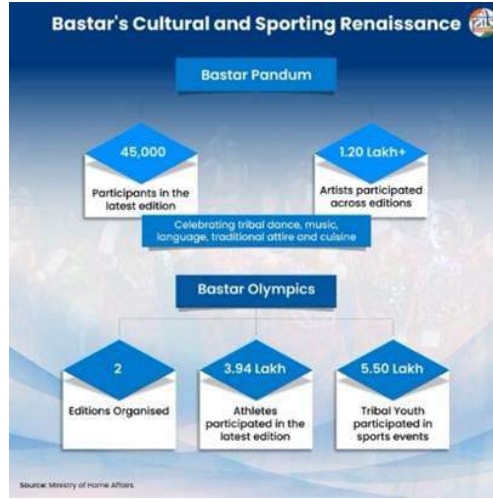 Bastar's Cultural and Sporting Renaissance
Bastar Pandum
45,000
Participants in the
latest edition
1.20 Lakh+
Artists participated
across editions
Celebrating tribal dance, music,
language, traditional attire and cuisine
Bastar Olympics
2
Editions Organised
3.94 Lakh
Athletes
participated in the
latest edition
5.50 Lakh
Tribal Youth
participated in
sports events
Source: Ministry of Home Affairs